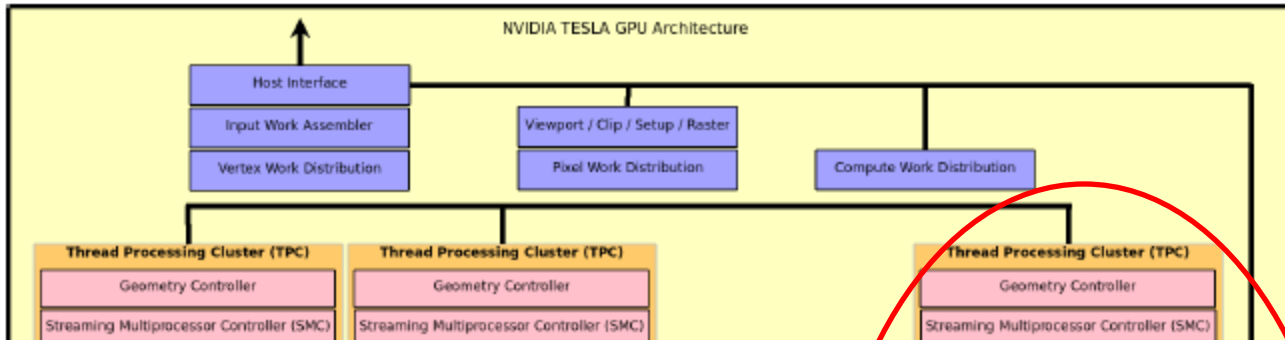 NVIDIA TESLA GPU Architecture
Host Interface
Input Work Assembler
Vertex Work Distribution
Viewport / Clip / Setup / Raster
Pixel Work Distribution
Compute Work Distribution
Thread Processing Cluster (TPC)
Geometry Controller
Streaming Multiprocessor Controller (SMC)
Thread Processing Cluster (TPC)
Geometry Controller
Streaming Multiprocessor Controller (SMC)
Thread Processing Cluster (TPC)
Geometry Controller
Streaming Multiprocessor Controller (SMC)